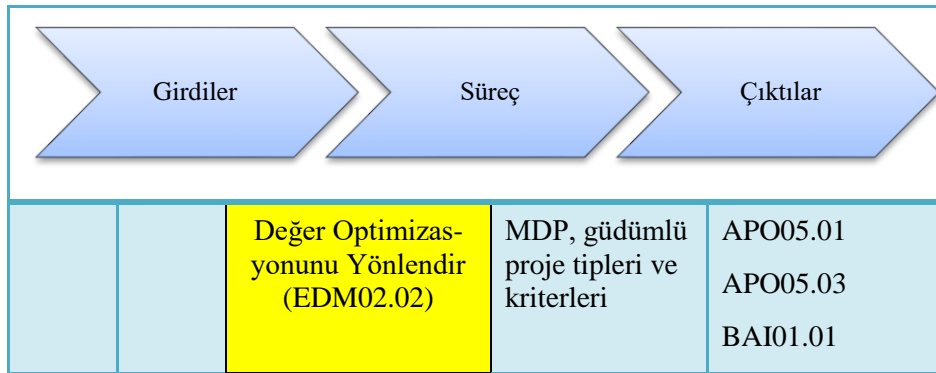 Girdiler
Süreç
Çıktılar
Değer Optimizas-
yonunu Yönlendir
(EDM02.02)
MDP, güdümlü
proje tipleri ve
kriterleri
APO05.01
APO05.03
BAI01.01